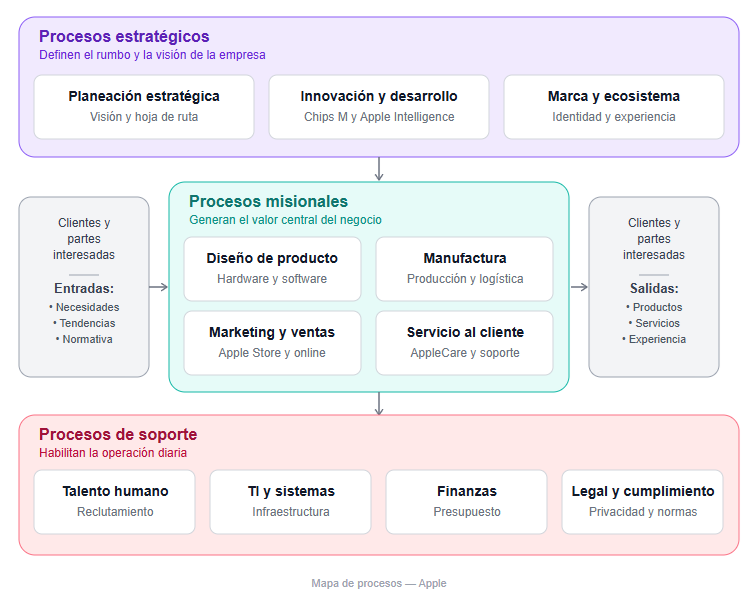 Procesos estratégicos
Definen el rumbo y la visión de la empresa
Planeación estratégica
Visión y hoja de ruta
Innovación y desarrollo
Chips M y Apple Intelligence
Marca y ecosistema
Identidad y experiencia
Clientes y
partes
interesadas
Entradas:
• Necesidades
• Tendencias
• Normativa
Procesos misionales
Generan el valor central del negocio
Diseño de producto
Hardware y software
Manufactura
Producción y logística
Marketing y ventas
Apple Store y online
Servicio al cliente
AppleCare y soporte
Clientes y
partes
interesadas
Salidas:
• Productos
• Servicios
• Experiencia
Procesos de soporte
Habilitan la operación diaria
Talento humano
Reclutamiento
TI y sistemas
Infraestructura
Finanzas
Presupuesto
Legal y cumplimiento
Privacidad y normas
Mapa de procesos — Apple